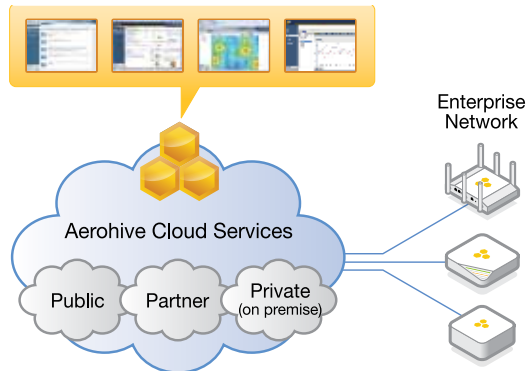 Enterprise
Network
Aerohive Cloud Services
Public
Partner
Private
(on premise)